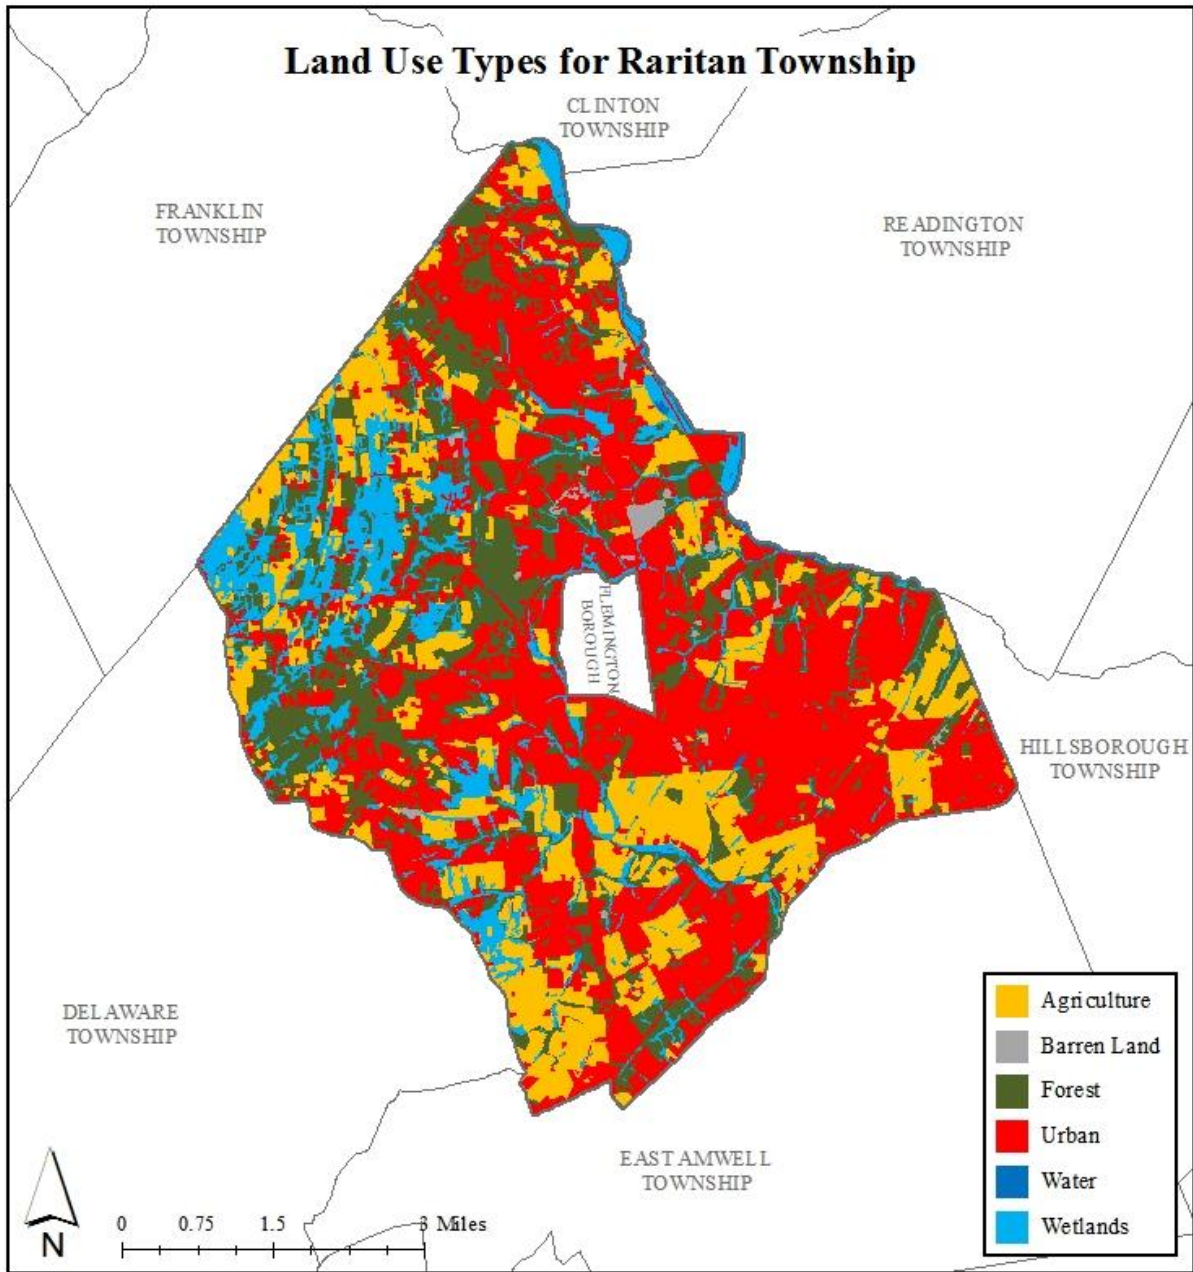 Land Use Types for Raritan Township
CLINTON
TOWNSHIP
FRANKLIN
TOWNSHIP
READINGTON
TOWNSHIP
FLEMINGTON
BOROUGH
HILLSBOROUGH
TOWNSHIP
DELAWARE
TOWNSHIP
EAST AMWELL
TOWNSHIP
Agriculture
Barren Land
Forest
Urban
Water
Wetlands
N
0 0.75 1.5 3 Miles